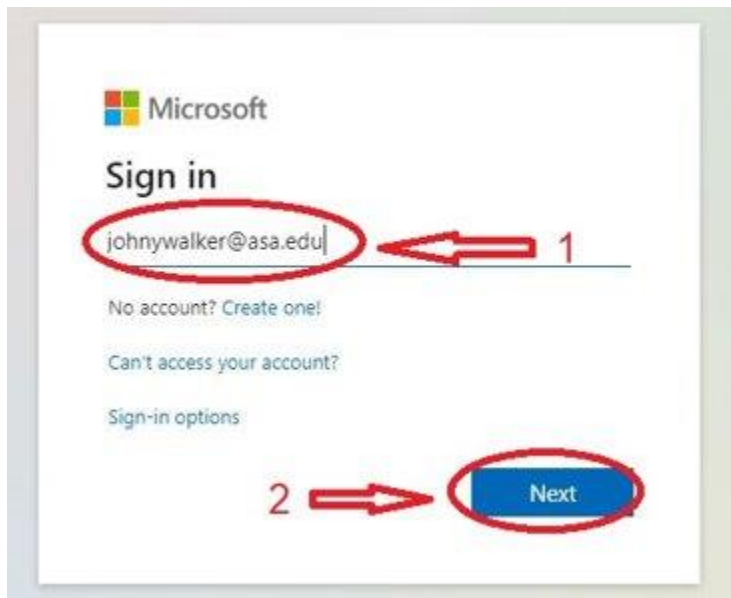 Microsoft
Sign in
johnywalker@asa.edu
1
No account? Create one!
Can't access your account?
Sign-in options
2
Next